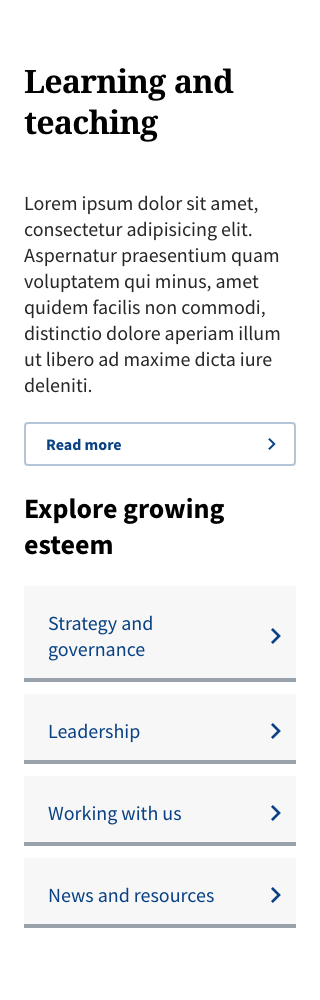 Learning and
teaching
Lorem ipsum dolor sit amet,
consectetur adipisicing elit.
Aspernatur praesentium quam
voluptatem qui minus, amet
quidem facilis non commodi,
distinctio dolore aperiam illum
ut libero ad maxime dicta iure
deleniti.
Read more
Explore growing
esteem
Strategy and
governance
Leadership
Working with us
News and resources